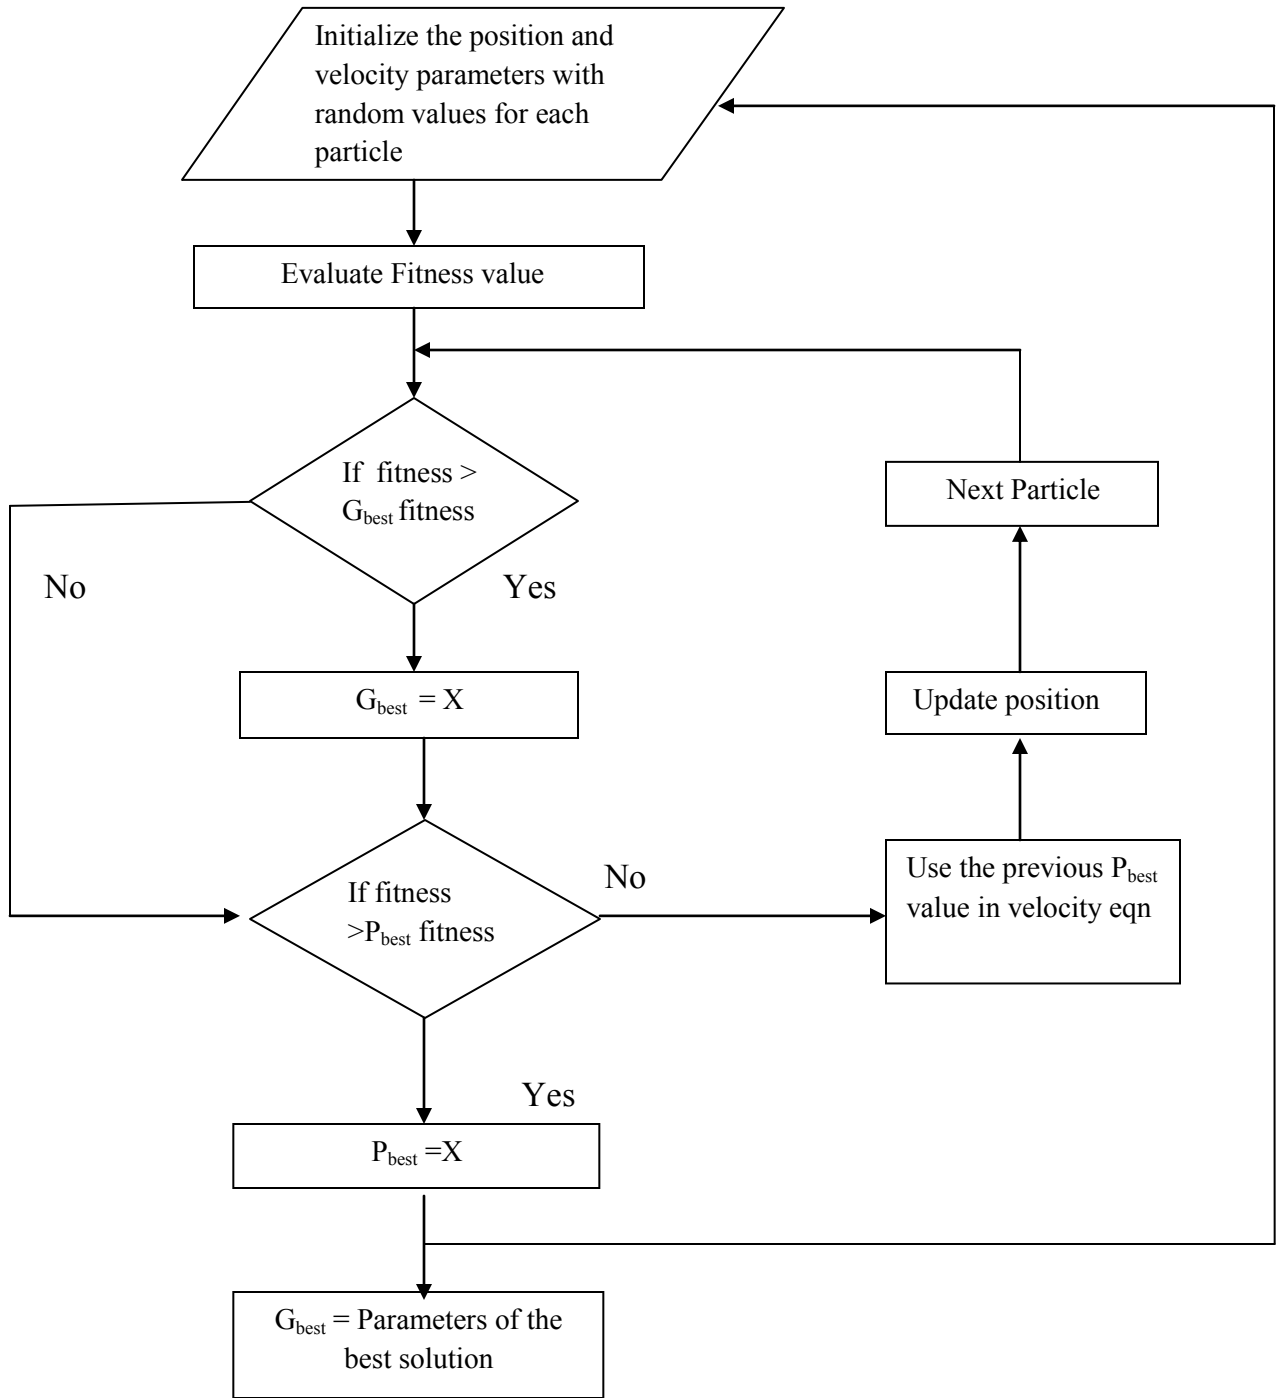 Initialize the position and
velocity parameters with
random values for each
particle
Evaluate Fitness value
If fitness >
Gbest fitness
No
Yes
Gbest = X
If fitness
>Pbest fitness
No
Use the previous Pbest
value in velocity eqn
Update position
Next Particle
Yes
Pbest =X
Gbest = Parameters of the
best solution